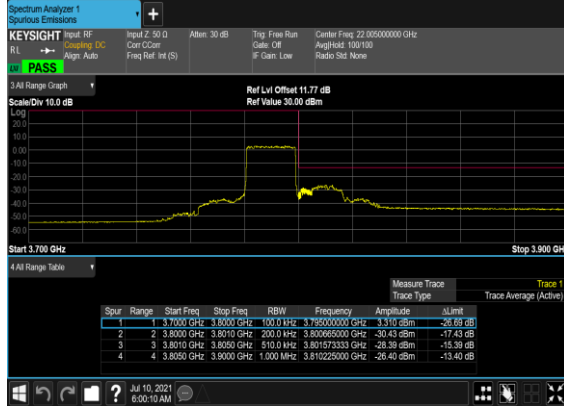 Spectrum Analyzer 1
Spurious Emissions
+
KEYSIGHT Input: RF Input Z: 50 Ω Atten: 30 dB Trig: Free Run Center Freq: 22.005000000 GHz
RL Coupling: DC Corr CCorr Gate: Off Avg|Hold: 100/100
Align: Auto Freq Ref: Int (S) IF Gain: Low Radio Std: None
PASS
3 All Range Graph
Ref Lvl Offset 11.77 dB
Scale/Div 10.0 dB Ref Value 30.00 dBm
Log
20.0
10.0
0.00
-10.0
-20.0
-30.0
-40.0
-50.0
-60.0
Start 3.700 GHz Stop 3.900 GH
4 All Range Table
Measure Trace Trace 1
Trace Type Trace Average (Active)
Spur Range Start Freq Stop Freq RBW Frequency Amplitude ΔLimit
1 1 3.7000 GHz 3.8000 GHz 100.0 kHz 3.795000000 GHz 3.310 dBm -26.69 dB
2 2 3.8000 GHz 3.8010 GHz 200.0 kHz 3.800665000 GHz -30.43 dBm -17.43 dB
3 3 3.8010 GHz 3.8050 GHz 510.0 kHz 3.801573333 GHz -28.39 dBm -15.39 dB
4 4 3.8050 GHz 3.9000 GHz 1.000 MHz 3.810225000 GHz -26.40 dBm -13.40 dB
?
Jul 10, 2021
6:00:10 AM